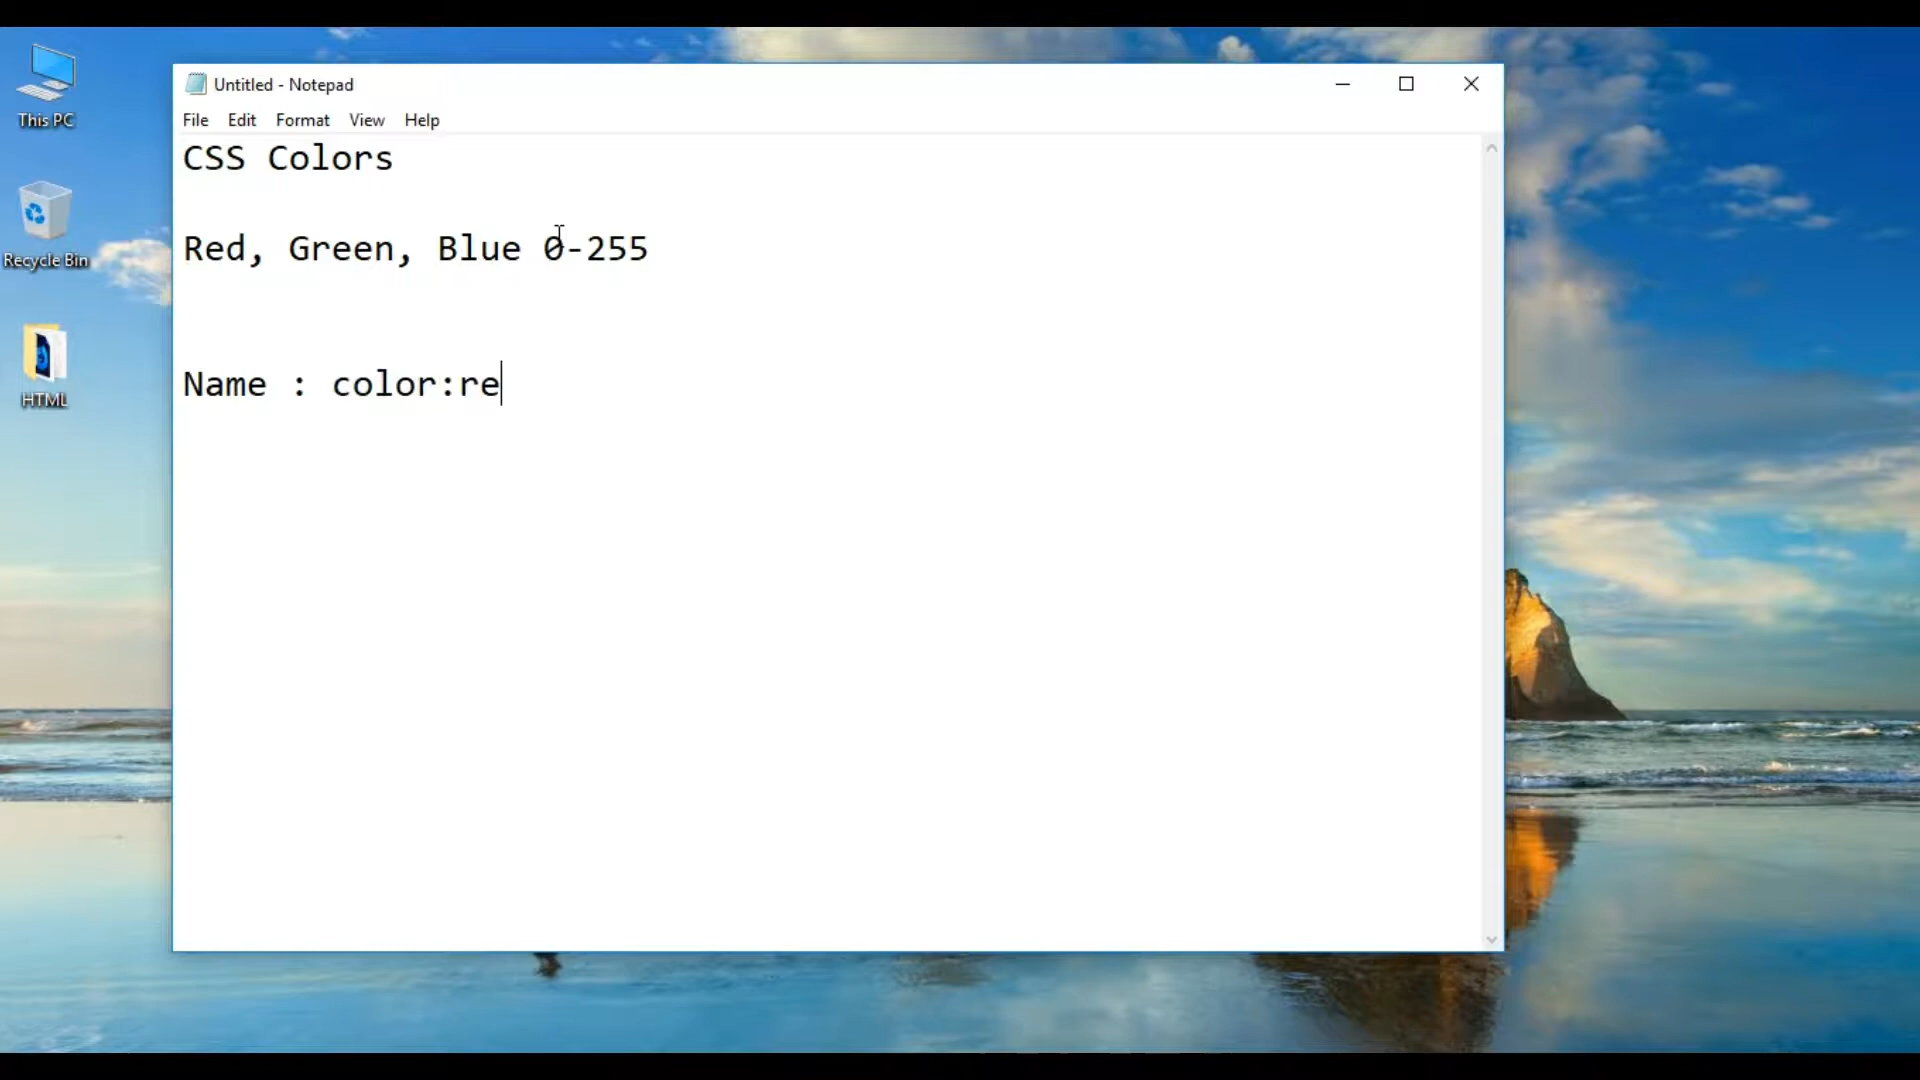 This PC
Recycle Bin
HTML
Untitled - Notepad
File Edit Format View Help
CSS Colors
Red, Green, Blue 0-255
Name : color:re